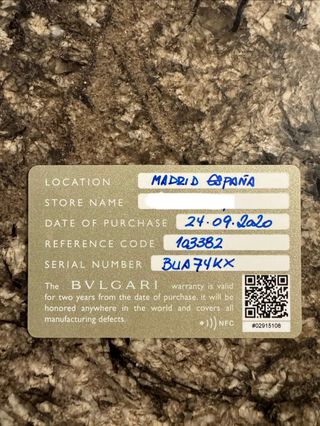 LOCATION MADRID ESPAÑA
STORE NAME
DATE OF PURCHASE 24.09.2020
REFERENCE CODE 103382
SERIAL NUMBER BUA74KX
The BVLGARI warranty is valid
for two years from the date of purchase. it will be
honored anywhere in the world and covers all
manufacturing defects.
NFC
#02915108